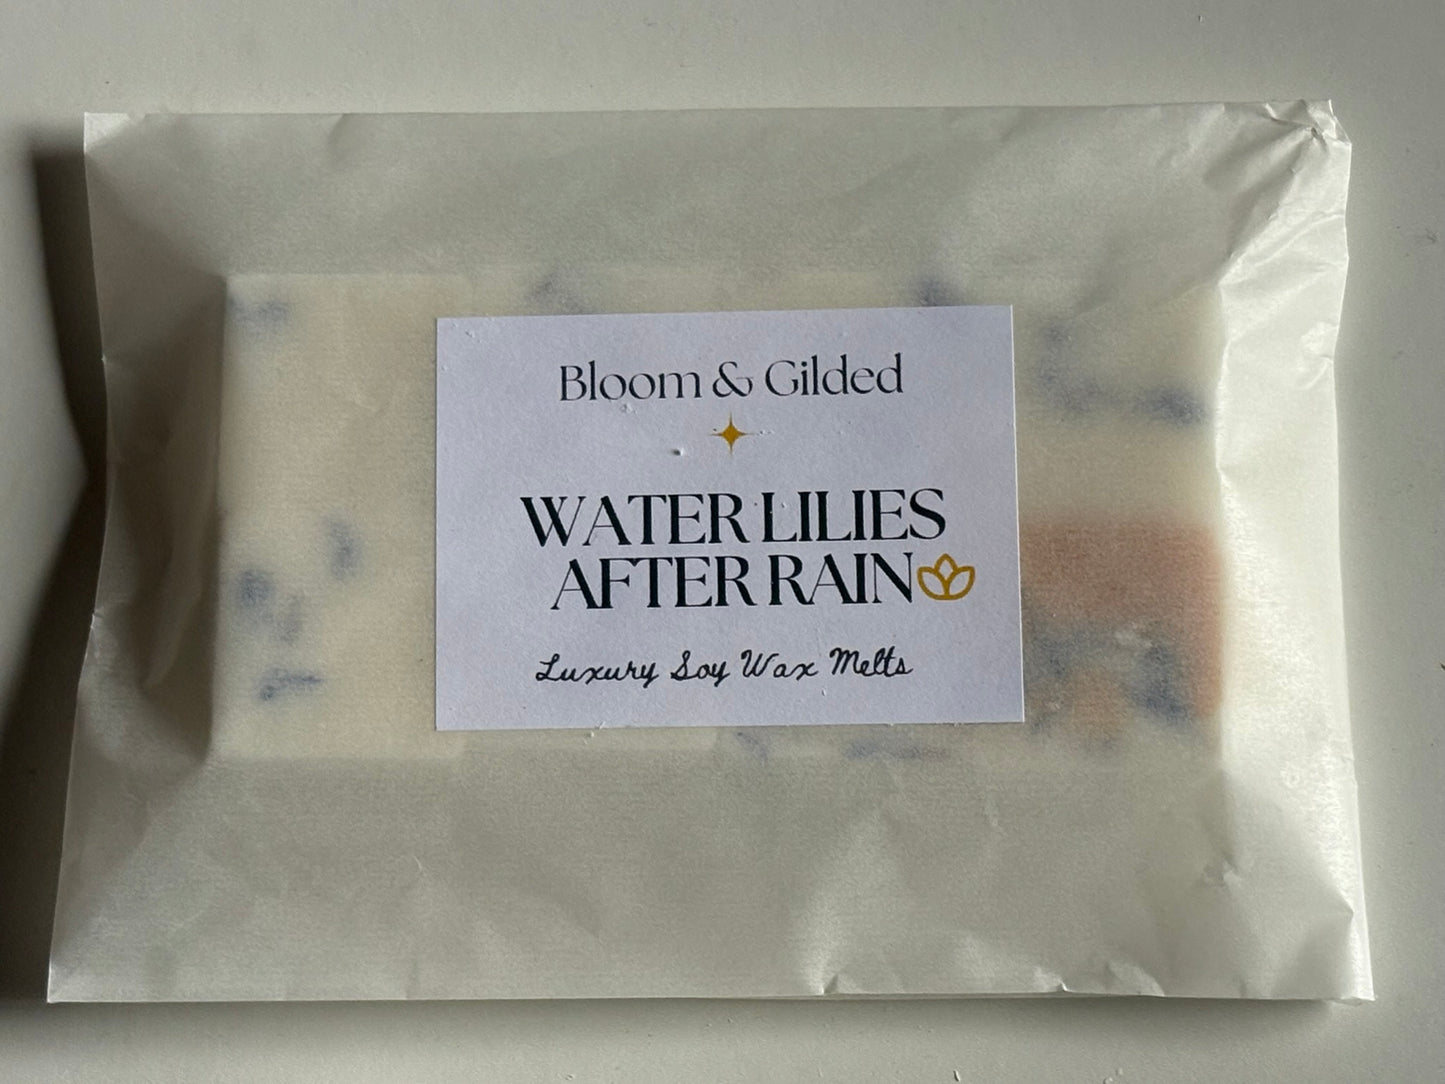 Bloom & Gilded
WATER LILIES
AFTER RAIN
Luxury Soy Wax Melts